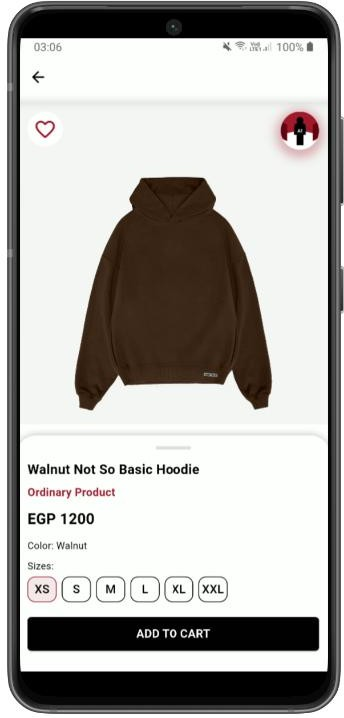 03:06
100%
Walnut Not So Basic Hoodie
Ordinary Product
EGP 1200
Color: Walnut
Sizes:
XS S M L XL XXL
ADD TO CART